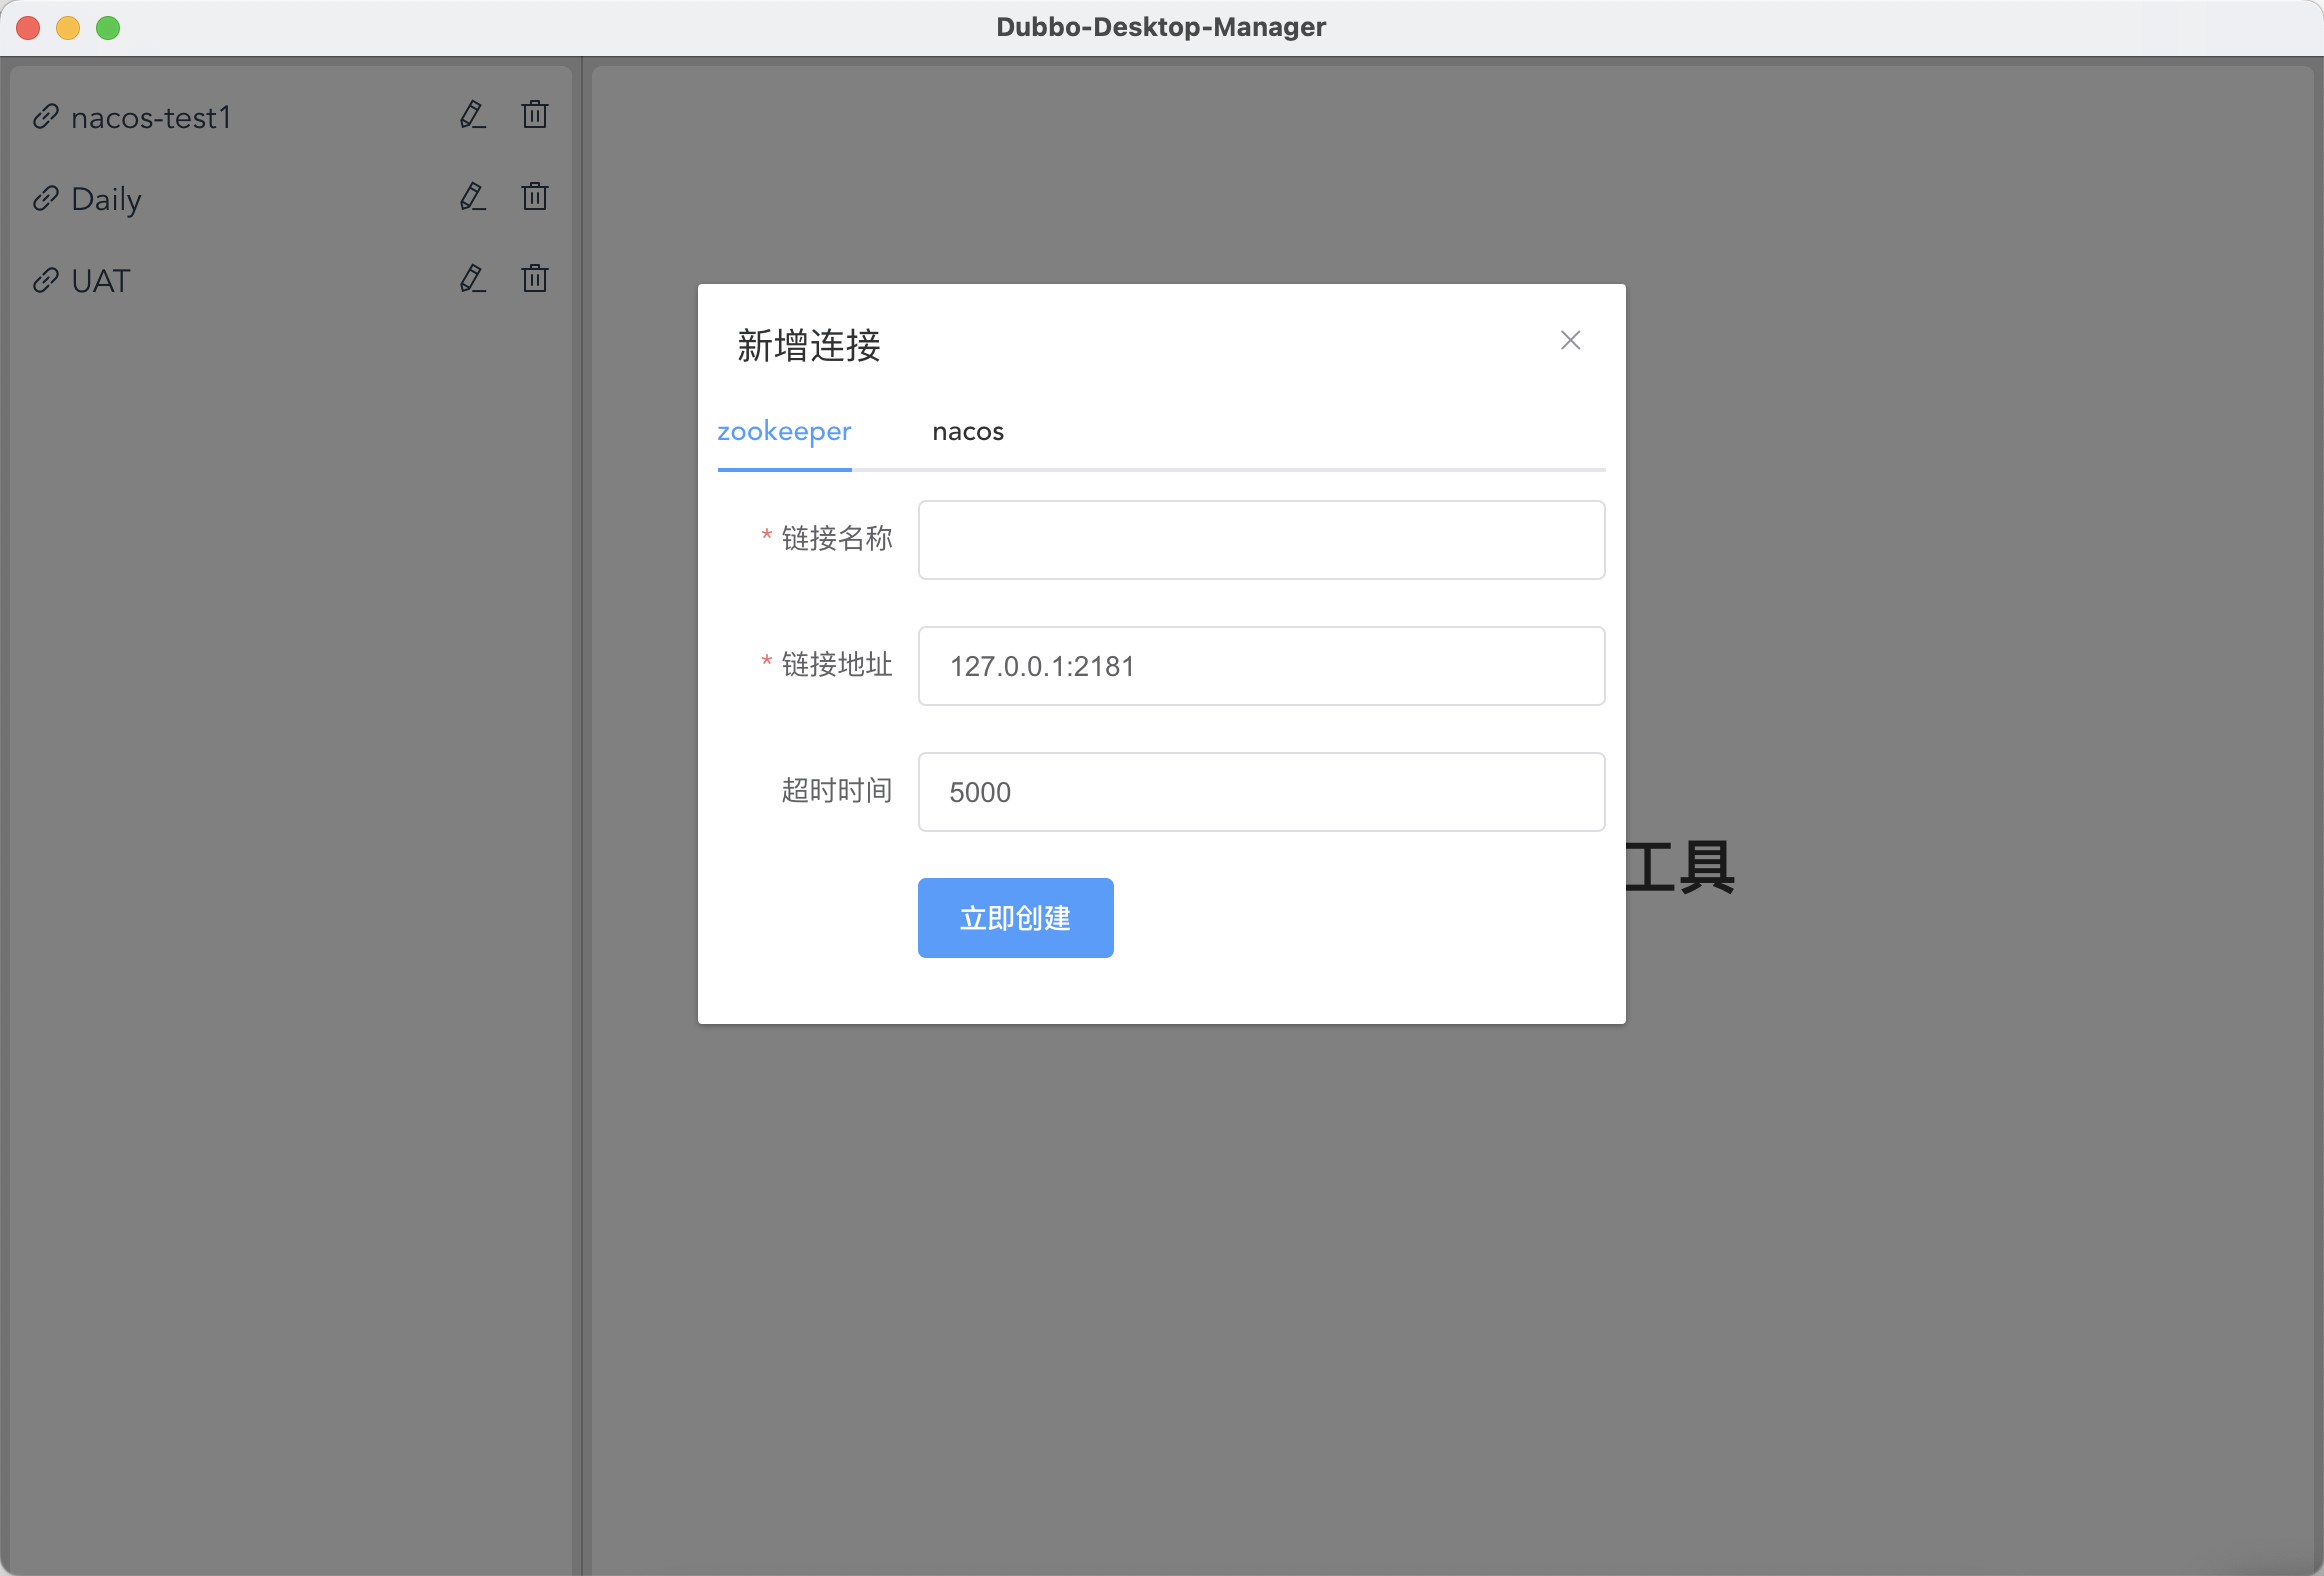 Dubbo-Desktop-Manager
nacos-test1
Daily
UAT
新增连接
zookeeper
nacos
* 链接名称
* 链接地址
127.0.0.1:2181
超时时间
5000
立即创建
工具